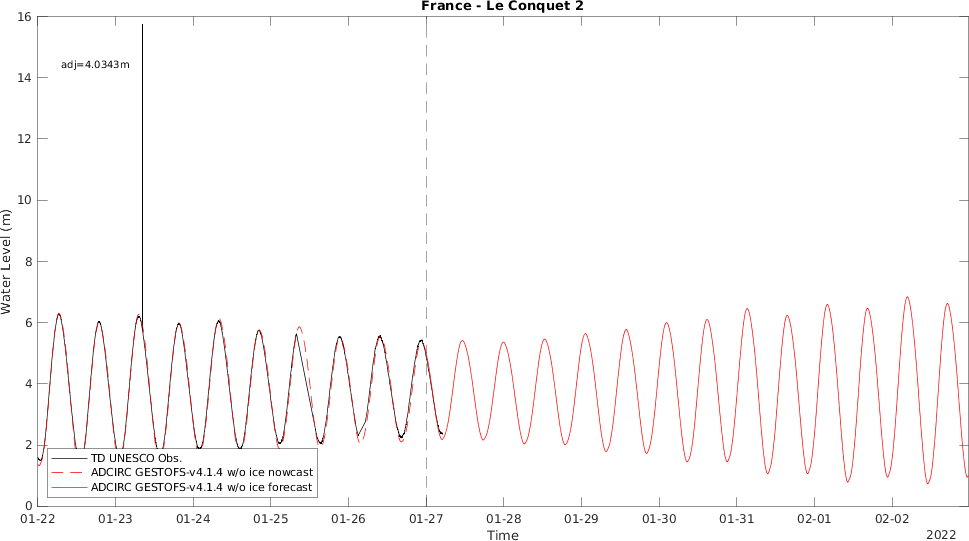 France - Le Conquet 2
16
adj=4.0343m
14
12
10
8
6
4
2
0
Water Level (m)
TD UNESCO Obs.
ADCIRC GESTOFS-v4.1.4 w/o ice nowcast
ADCIRC GESTOFS-v4.1.4 w/o ice forecast
01-22 01-23 01-24 01-25 01-26 01-27 01-28 01-29 01-30 01-31 02-01 02-02
Time
2022